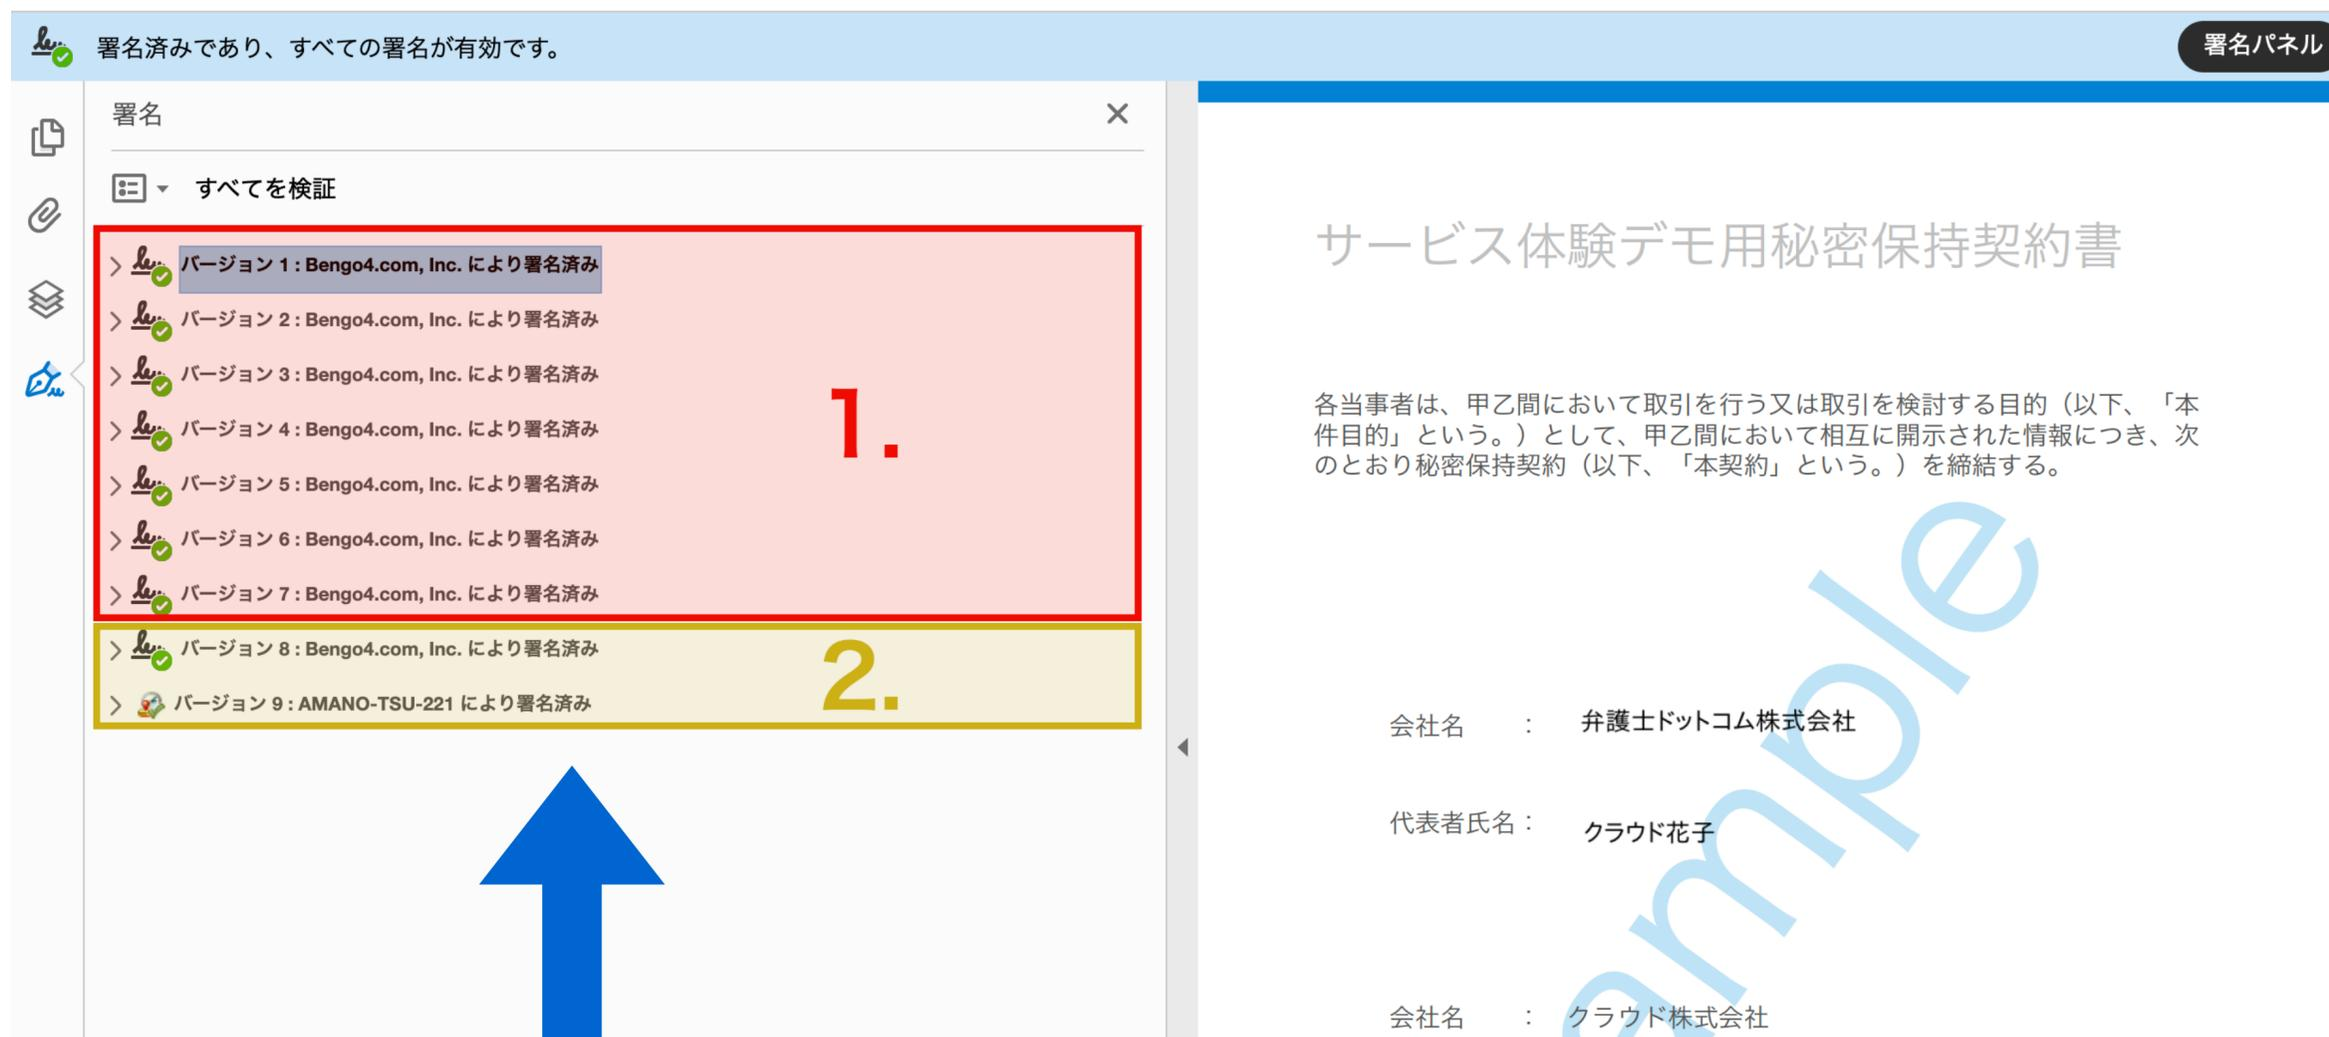 署名済みであり、すべての署名が有効です。
署名パネル
署名
すべてを検証
バージョン 1 : Bengo4.com, Inc. により署名済み
バージョン 2 : Bengo4.com, Inc. により署名済み
バージョン 3 : Bengo4.com, Inc. により署名済み
バージョン 4 : Bengo4.com, Inc. により署名済み
バージョン 5 : Bengo4.com, Inc. により署名済み
バージョン 6 : Bengo4.com, Inc. により署名済み
バージョン 7 : Bengo4.com, Inc. により署名済み
1.
バージョン 8 : Bengo4.com, Inc. により署名済み
バージョン 9 : AMANO-TSU-221 により署名済み
2.
サービス体験デモ用秘密保持契約書
各当事者は、甲乙間において取引を行う又は取引を検討する目的（以下、「本
件目的」という。）として、甲乙間において相互に開示された情報につき、次
のとおり秘密保持契約（以下、「本契約」という。）を締結する。
会社名 : 弁護士ドットコム株式会社
代表者氏名 : クラウド花子
会社名 : クラウド株式会社
ample